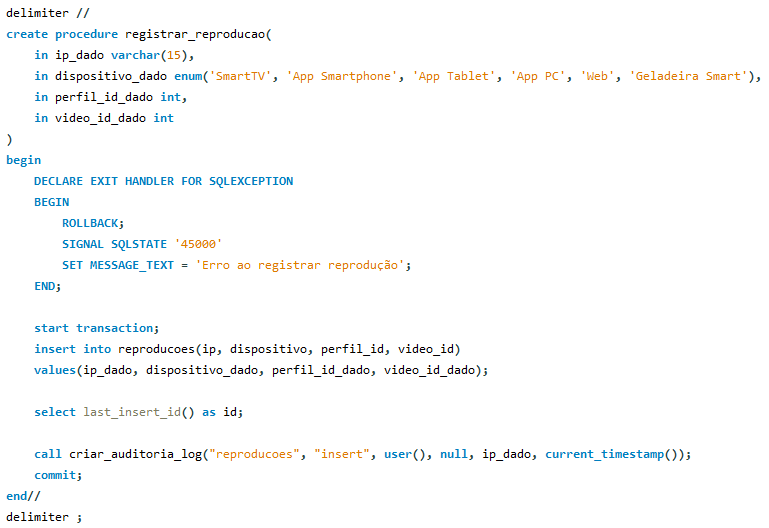 delimiter //
create procedure registrar_reproducao(
    in ip_dado varchar(15),
    in dispositivo_dado enum('SmartTV', 'App Smartphone', 'App Tablet', 'App PC', 'Web', 'Geladeira Smart'),
    in perfil_id_dado int,
    in video_id_dado int
)
begin
    DECLARE EXIT HANDLER FOR SQLEXCEPTION
    BEGIN
        ROLLBACK;
        SIGNAL SQLSTATE '45000'
        SET MESSAGE_TEXT = 'Erro ao registrar reprodução';
    END;

    start transaction;
    insert into reproducoes(ip, dispositivo, perfil_id, video_id)
    values(ip_dado, dispositivo_dado, perfil_id_dado, video_id_dado);

    select last_insert_id() as id;

    call criar_auditoria_log("reproducoes", "insert", user(), null, ip_dado, current_timestamp());
    commit;
end//
delimiter ;